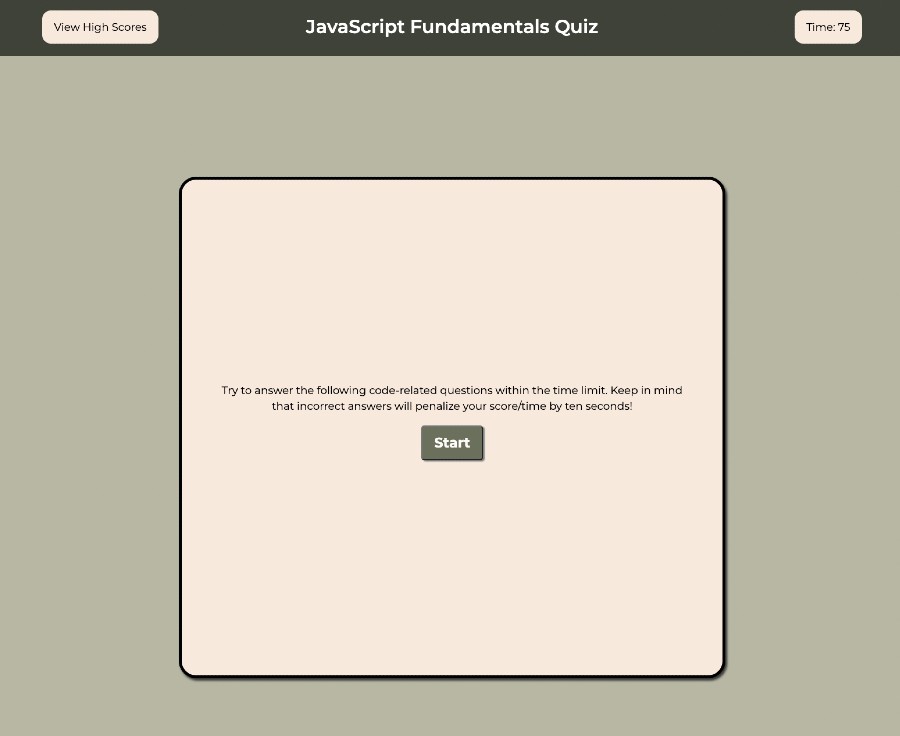 View High Scores
JavaScript Fundamentals Quiz
Time: 75
Try to answer the following code-related questions within the time limit. Keep in mind
that incorrect answers will penalize your score/time by ten seconds!
Start